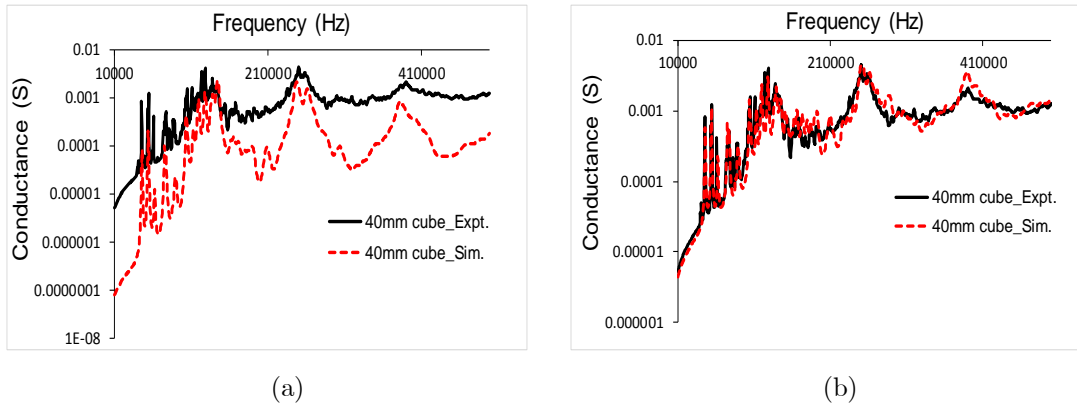 Frequency (Hz)
0.01
10000
210000
410000
0.001
0.0001
0.00001
0.000001
0.0000001
1E-08
Conductance (S)
40mm cube_Expt.
40mm cube_Sim.
(a)
Frequency (Hz)
0.01
10000
210000
410000
0.001
0.0001
0.00001
0.000001
Conductance (S)
40mm cube_Expt.
40mm cube_Sim.
(b)